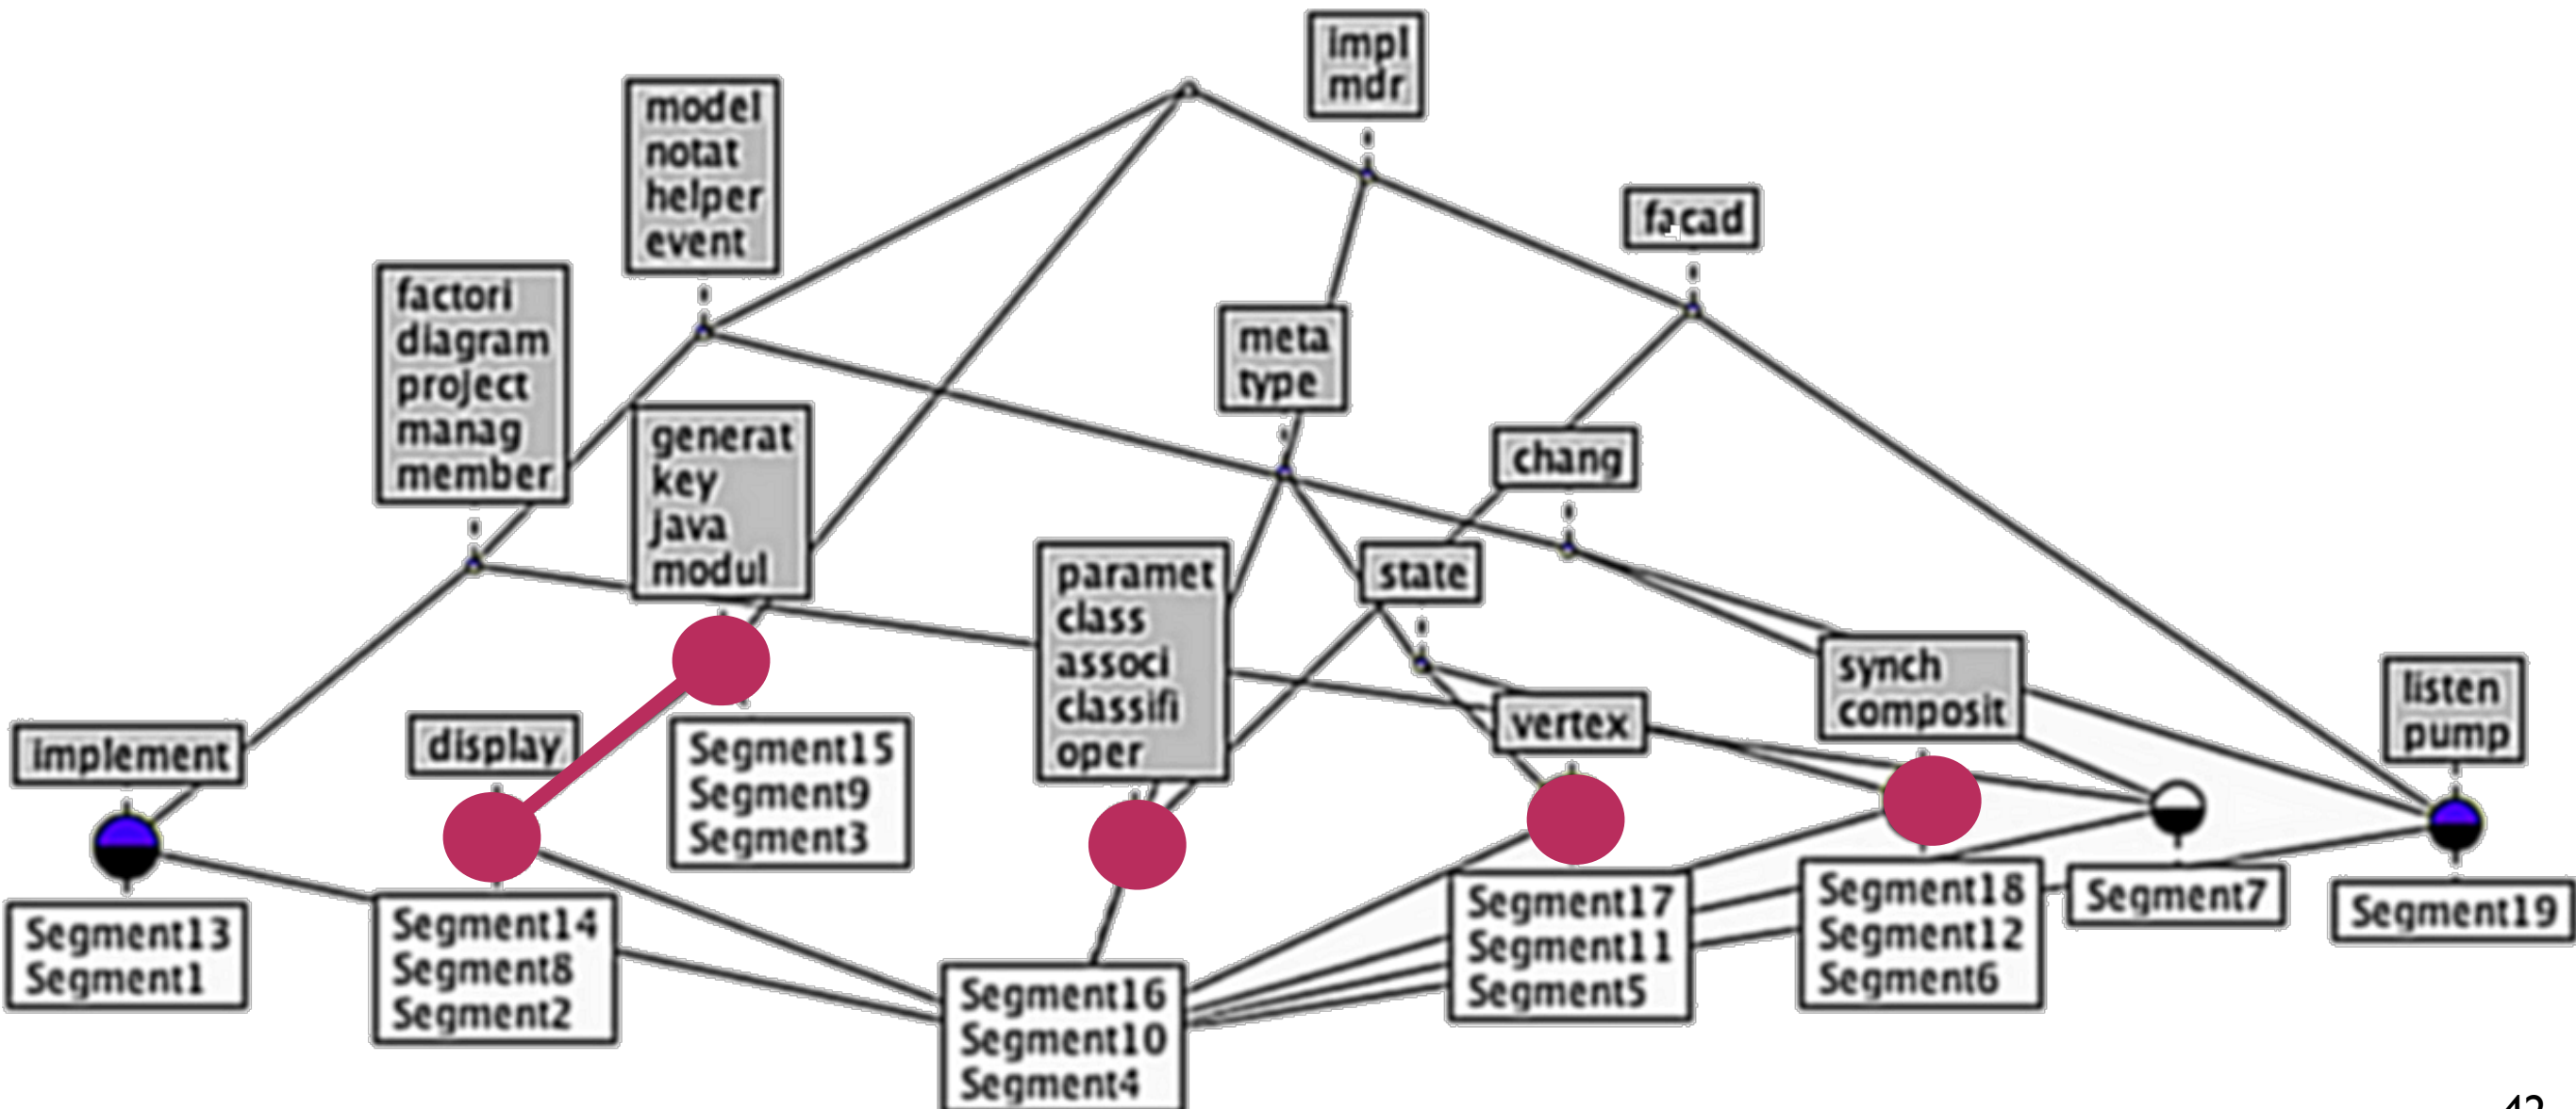 impl
mdr
model
notat
helper
event
facad
factori
diagram
project
manag
member
meta
type
generat
key
java
modul
chang
paramet
class
associ
classifi
oper
state
synch
composit
listen
pump
vertex
implement
display
Segment15
Segment9
Segment3
Segment13
Segment1
Segment14
Segment8
Segment2
Segment16
Segment10
Segment4
Segment17
Segment11
Segment5
Segment18
Segment12
Segment6
Segment7
Segment19